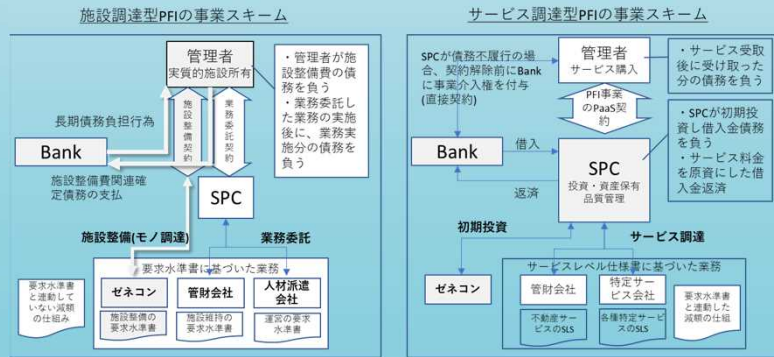 施設調達型PFIの事業スキーム
管理者
実質的施設所有
・管理者が施
設整備費の債
務を負う
・業務委託し
た業務の実施
後に、業務実
施分の債務を
負う
長期債務負担行為
施設整備契約
業務委託契約
Bank
施設整備費関連確
定債務の支払
SPC
施設整備(モノ調達)
業務委託
要求水準書に基づいた業務
ゼネコン
管財会社
人材派遣
会社
施設整備の
要求水準書
施設維持の
要求水準書
運営の要求
水準書
要求水準書
と連動して
いない減額
の仕組み
サービス調達型PFIの事業スキーム
SPCが債務不履行の場
合、契約解除前にBank
に事業介入権を付与
(直接契約)
管理者
サービス購入
・サービス受取
後に受け取った
分の債務を負う
PFI事業
のPaaS契
約
Bank
借入
返済
SPC
投資・資産保有
品質管理
・SPCが初期投
資し借入金債務
を負う
・サービス料金
を原資にした借
入金返済
初期投資
サービス調達
サービスレベル仕様書に基づいた業務
ゼネコン
管財会社
特定サービ
ス会社
不動産サー
ビスのSLS
各種特定サービ
スのSLS
要求水準書
と連動した
減額の仕組